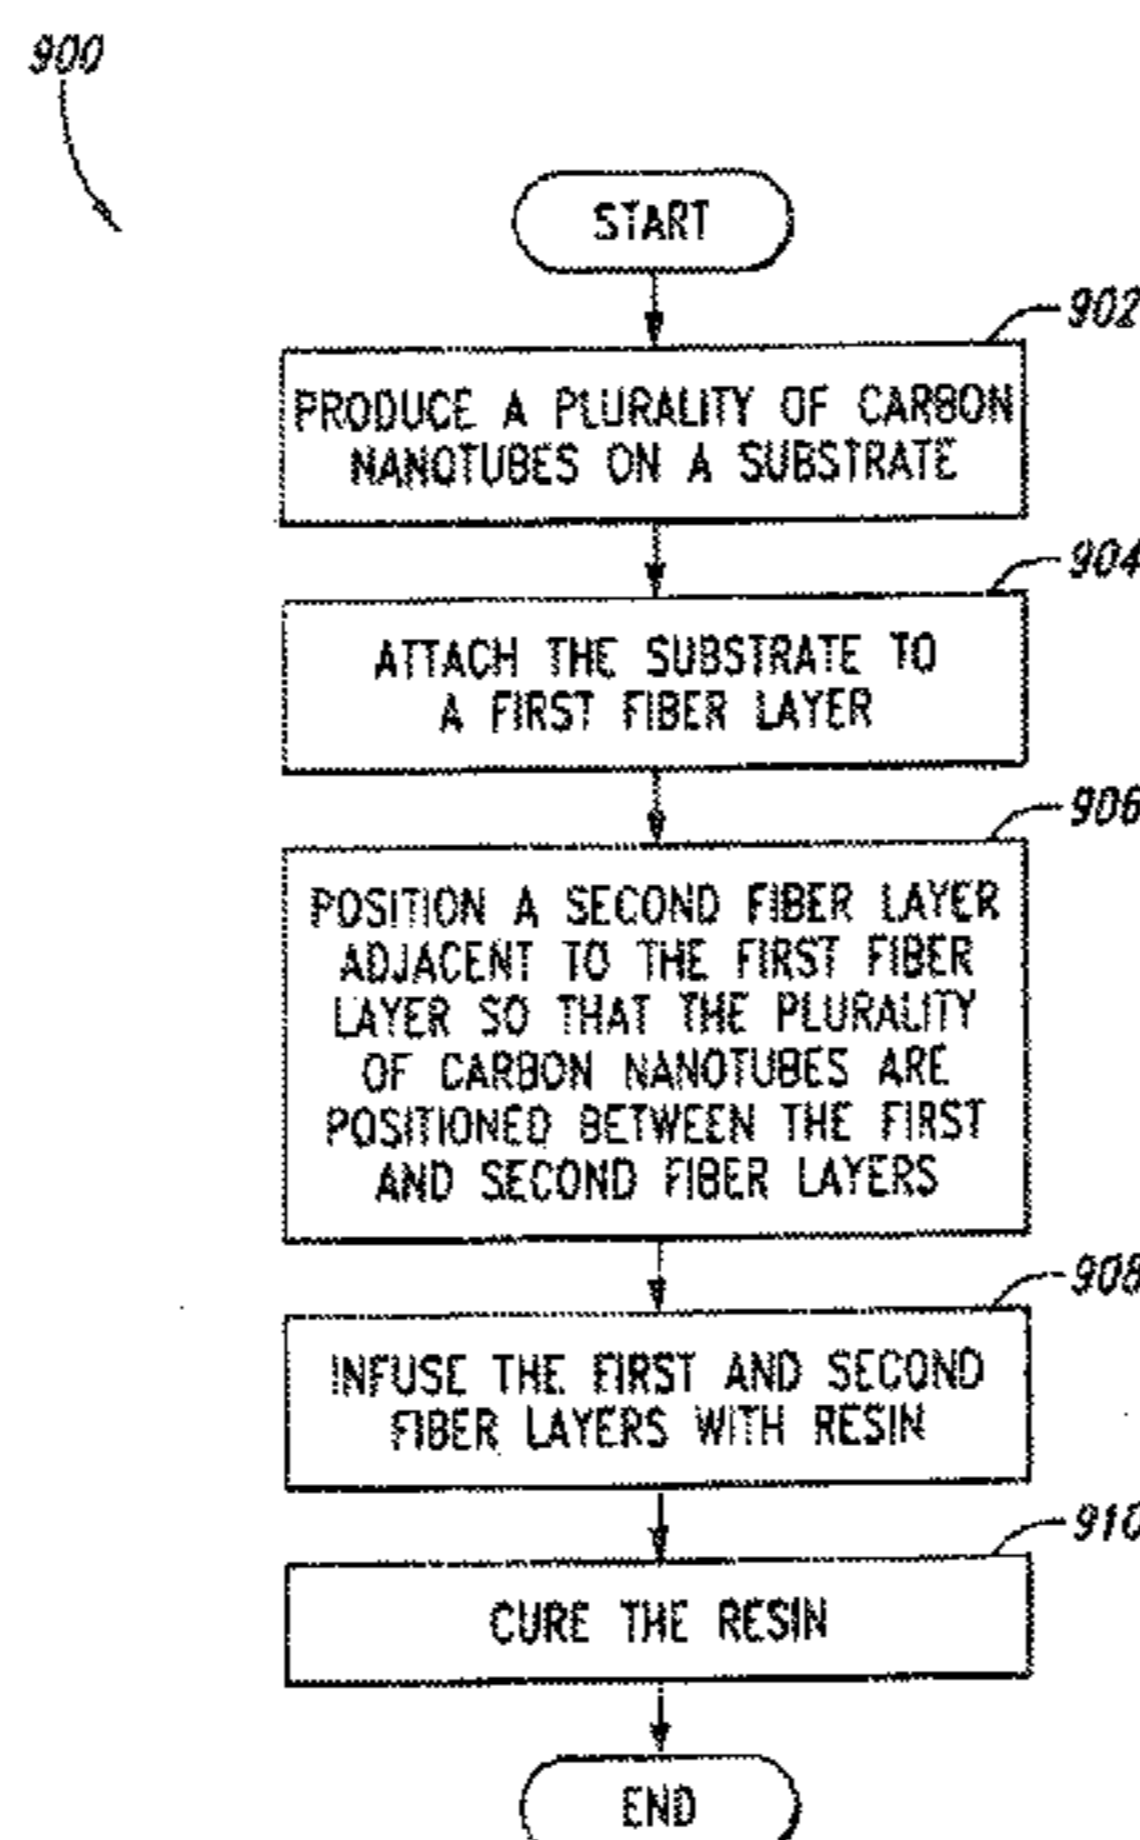 900
START
902
PRODUCE A PLURALITY OF CARBON
NANOTUBES ON A SUBSTRATE
904
ATTACH THE SUBSTRATE TO
A FIRST FIBER LAYER
906
POSITION A SECOND FIBER LAYER
ADJACENT TO THE FIRST FIBER
LAYER SO THAT THE PLURALITY
OF CARBON NANOTUBES ARE
POSITIONED BETWEEN THE FIRST
AND SECOND FIBER LAYERS
908
INFUSE THE FIRST AND SECOND
FIBER LAYERS WITH RESIN
910
CURE THE RESIN
END